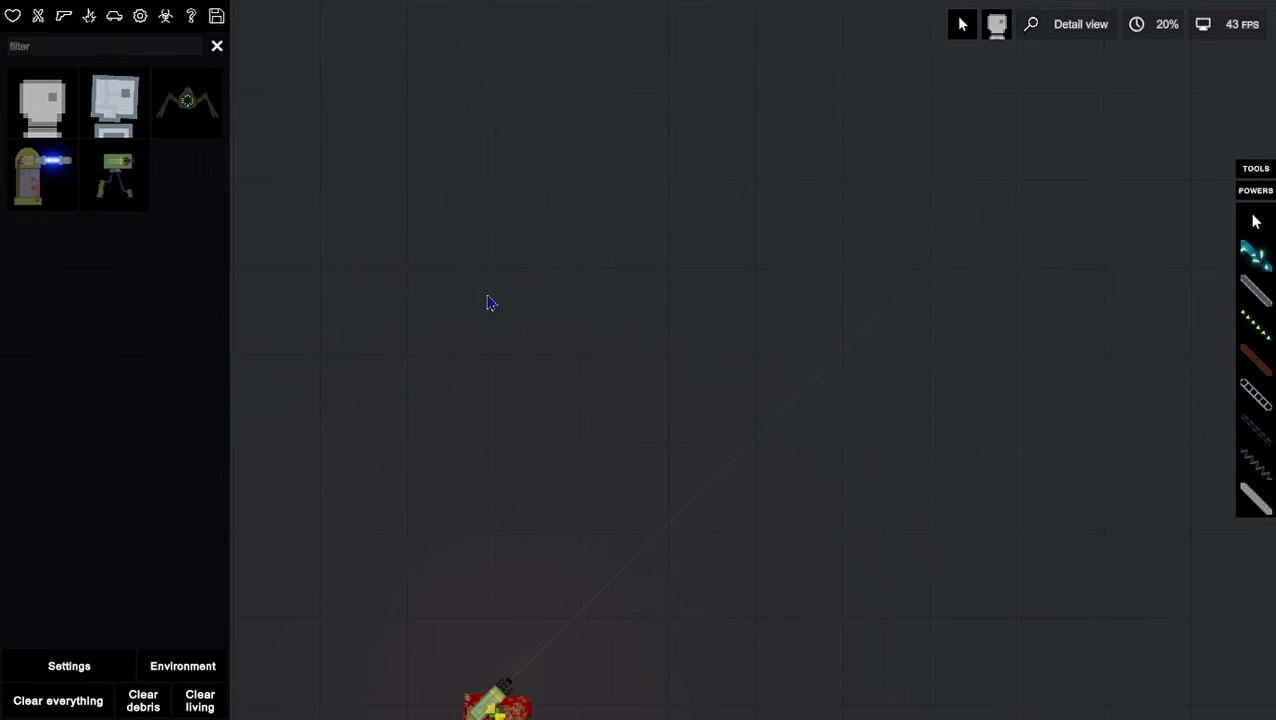 filter
Detail view
20%
43 FPS
TOOLS
POWERS
Settings
Environment
Clear everything
Clear
debris
Clear
living